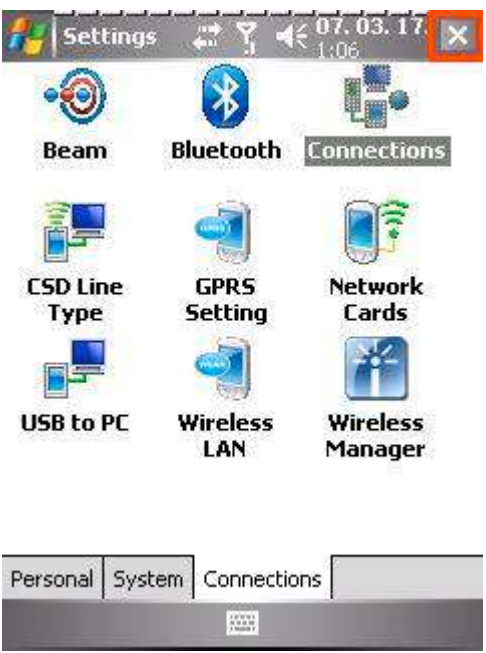 Settings
07. 03. 17.
1:06
Beam
Bluetooth
Connections
CSD Line
Type
GPRS
Setting
Network
Cards
USB to PC
Wireless
LAN
Wireless
Manager
Personal
System
Connections